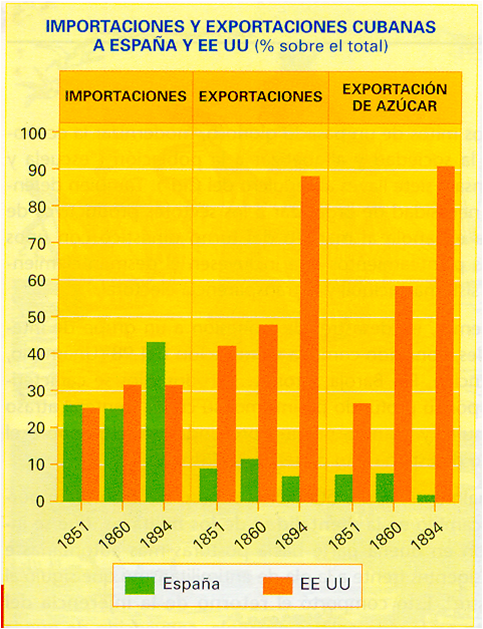 IMPORTACIONES Y EXPORTACIONES CUBANAS
A ESPAÑA Y EE UU (% sobre el total)
IMPORTACIONES
EXPORTACIONES
EXPORTACIÓN
DE AZÚCAR
100
90
80
70
60
50
40
30
20
10
0
1851
1860
1894
1851
1860
1894
1851
1860
1894
España
EE UU